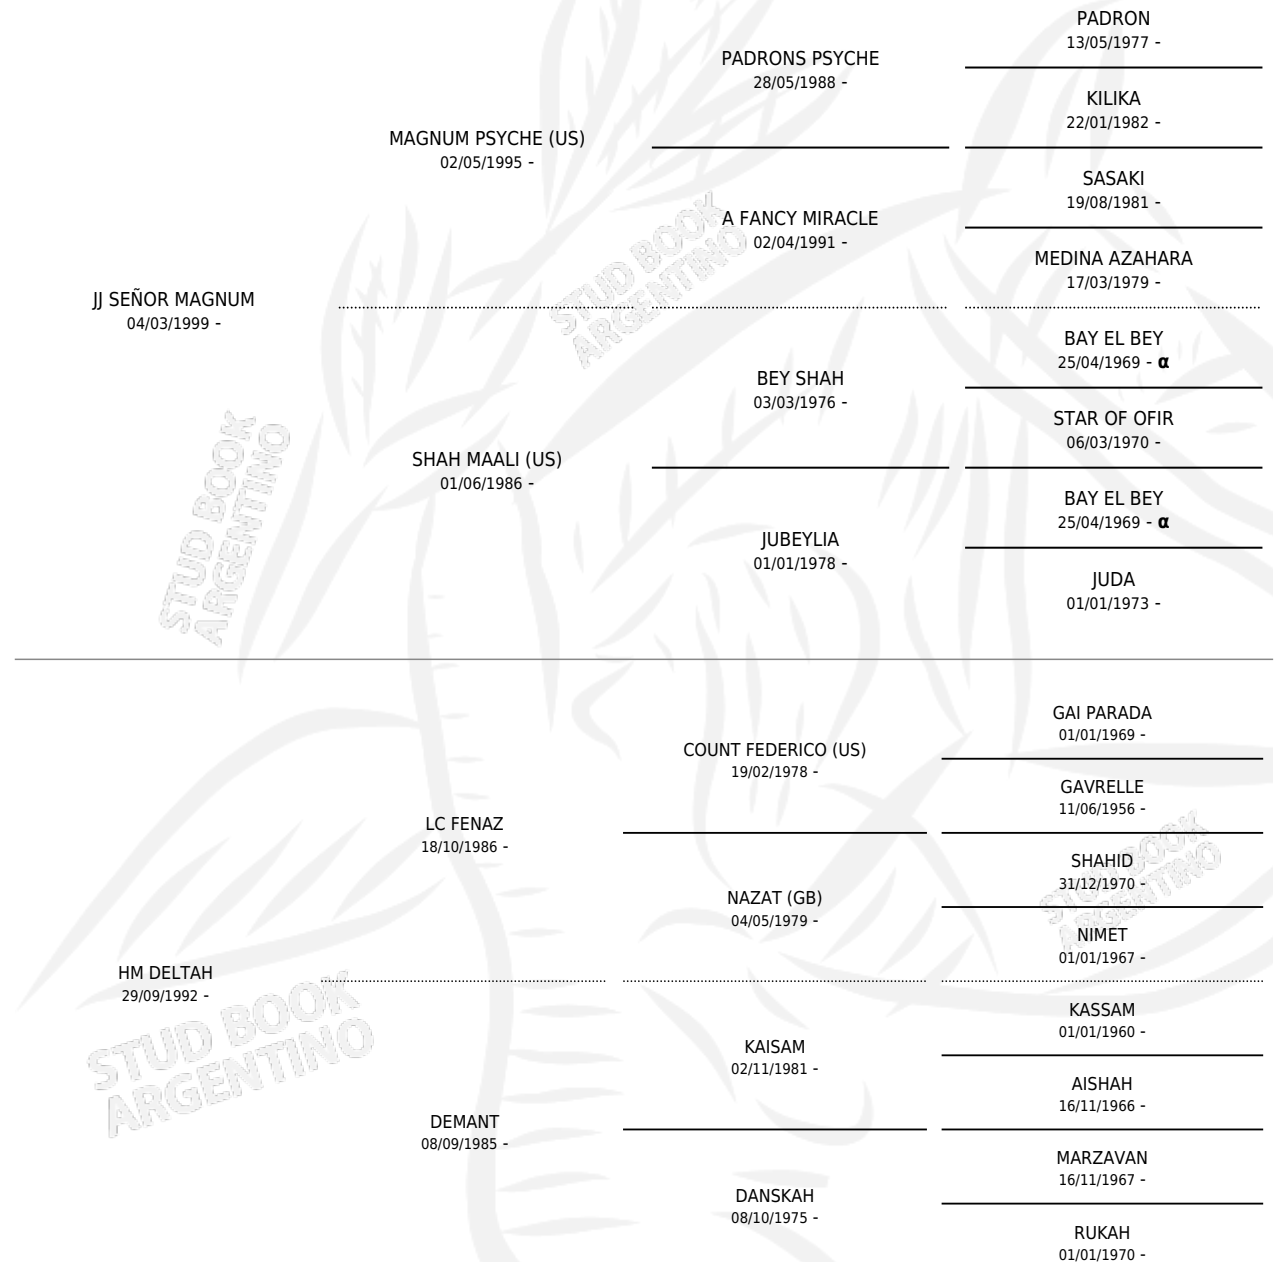 PADRON
13/05/1977 -
PADRONS PSYCHE
28/05/1988 -
KILIKA
22/01/1982 -
MAGNUM PSYCHE (US)
02/05/1995 -
SASAKI
19/08/1981 -
A FANCY MIRACLE
02/04/1991 -
MEDINA AZAHARA
17/03/1979 -
JJ SEÑOR MAGNUM
04/03/1999 -
BAY EL BEY
25/04/1969 - α
BEY SHAH
03/03/1976 -
STAR OF OFIR
06/03/1970 -
SHAH MAALI (US)
01/06/1986 -
BAY EL BEY
25/04/1969 - α
JUBEYLIA
01/01/1978 -
JUDA
01/01/1973 -
GAI PARADA
01/01/1969 -
COUNT FEDERICO (US)
19/02/1978 -
GAVRELLE
11/06/1956 -
LC FENAZ
18/10/1986 -
SHAHID
31/12/1970 -
NAZAT (GB)
04/05/1979 -
NIMET
01/01/1967 -
HM DELTAH
29/09/1992 -
KASSAM
01/01/1960 -
KAISAM
02/11/1981 -
AISHAH
16/11/1966 -
DEMANT
08/09/1985 -
MARZAVAN
16/11/1967 -
DANSKAH
08/10/1975 -
RUKAH
01/01/1970 -
STUD BOOK
ARGENTINO
STUD BOOK
ARGENTINO
STUD BOOK
ARGENTINO
STUD BOOK
ARGENTINO